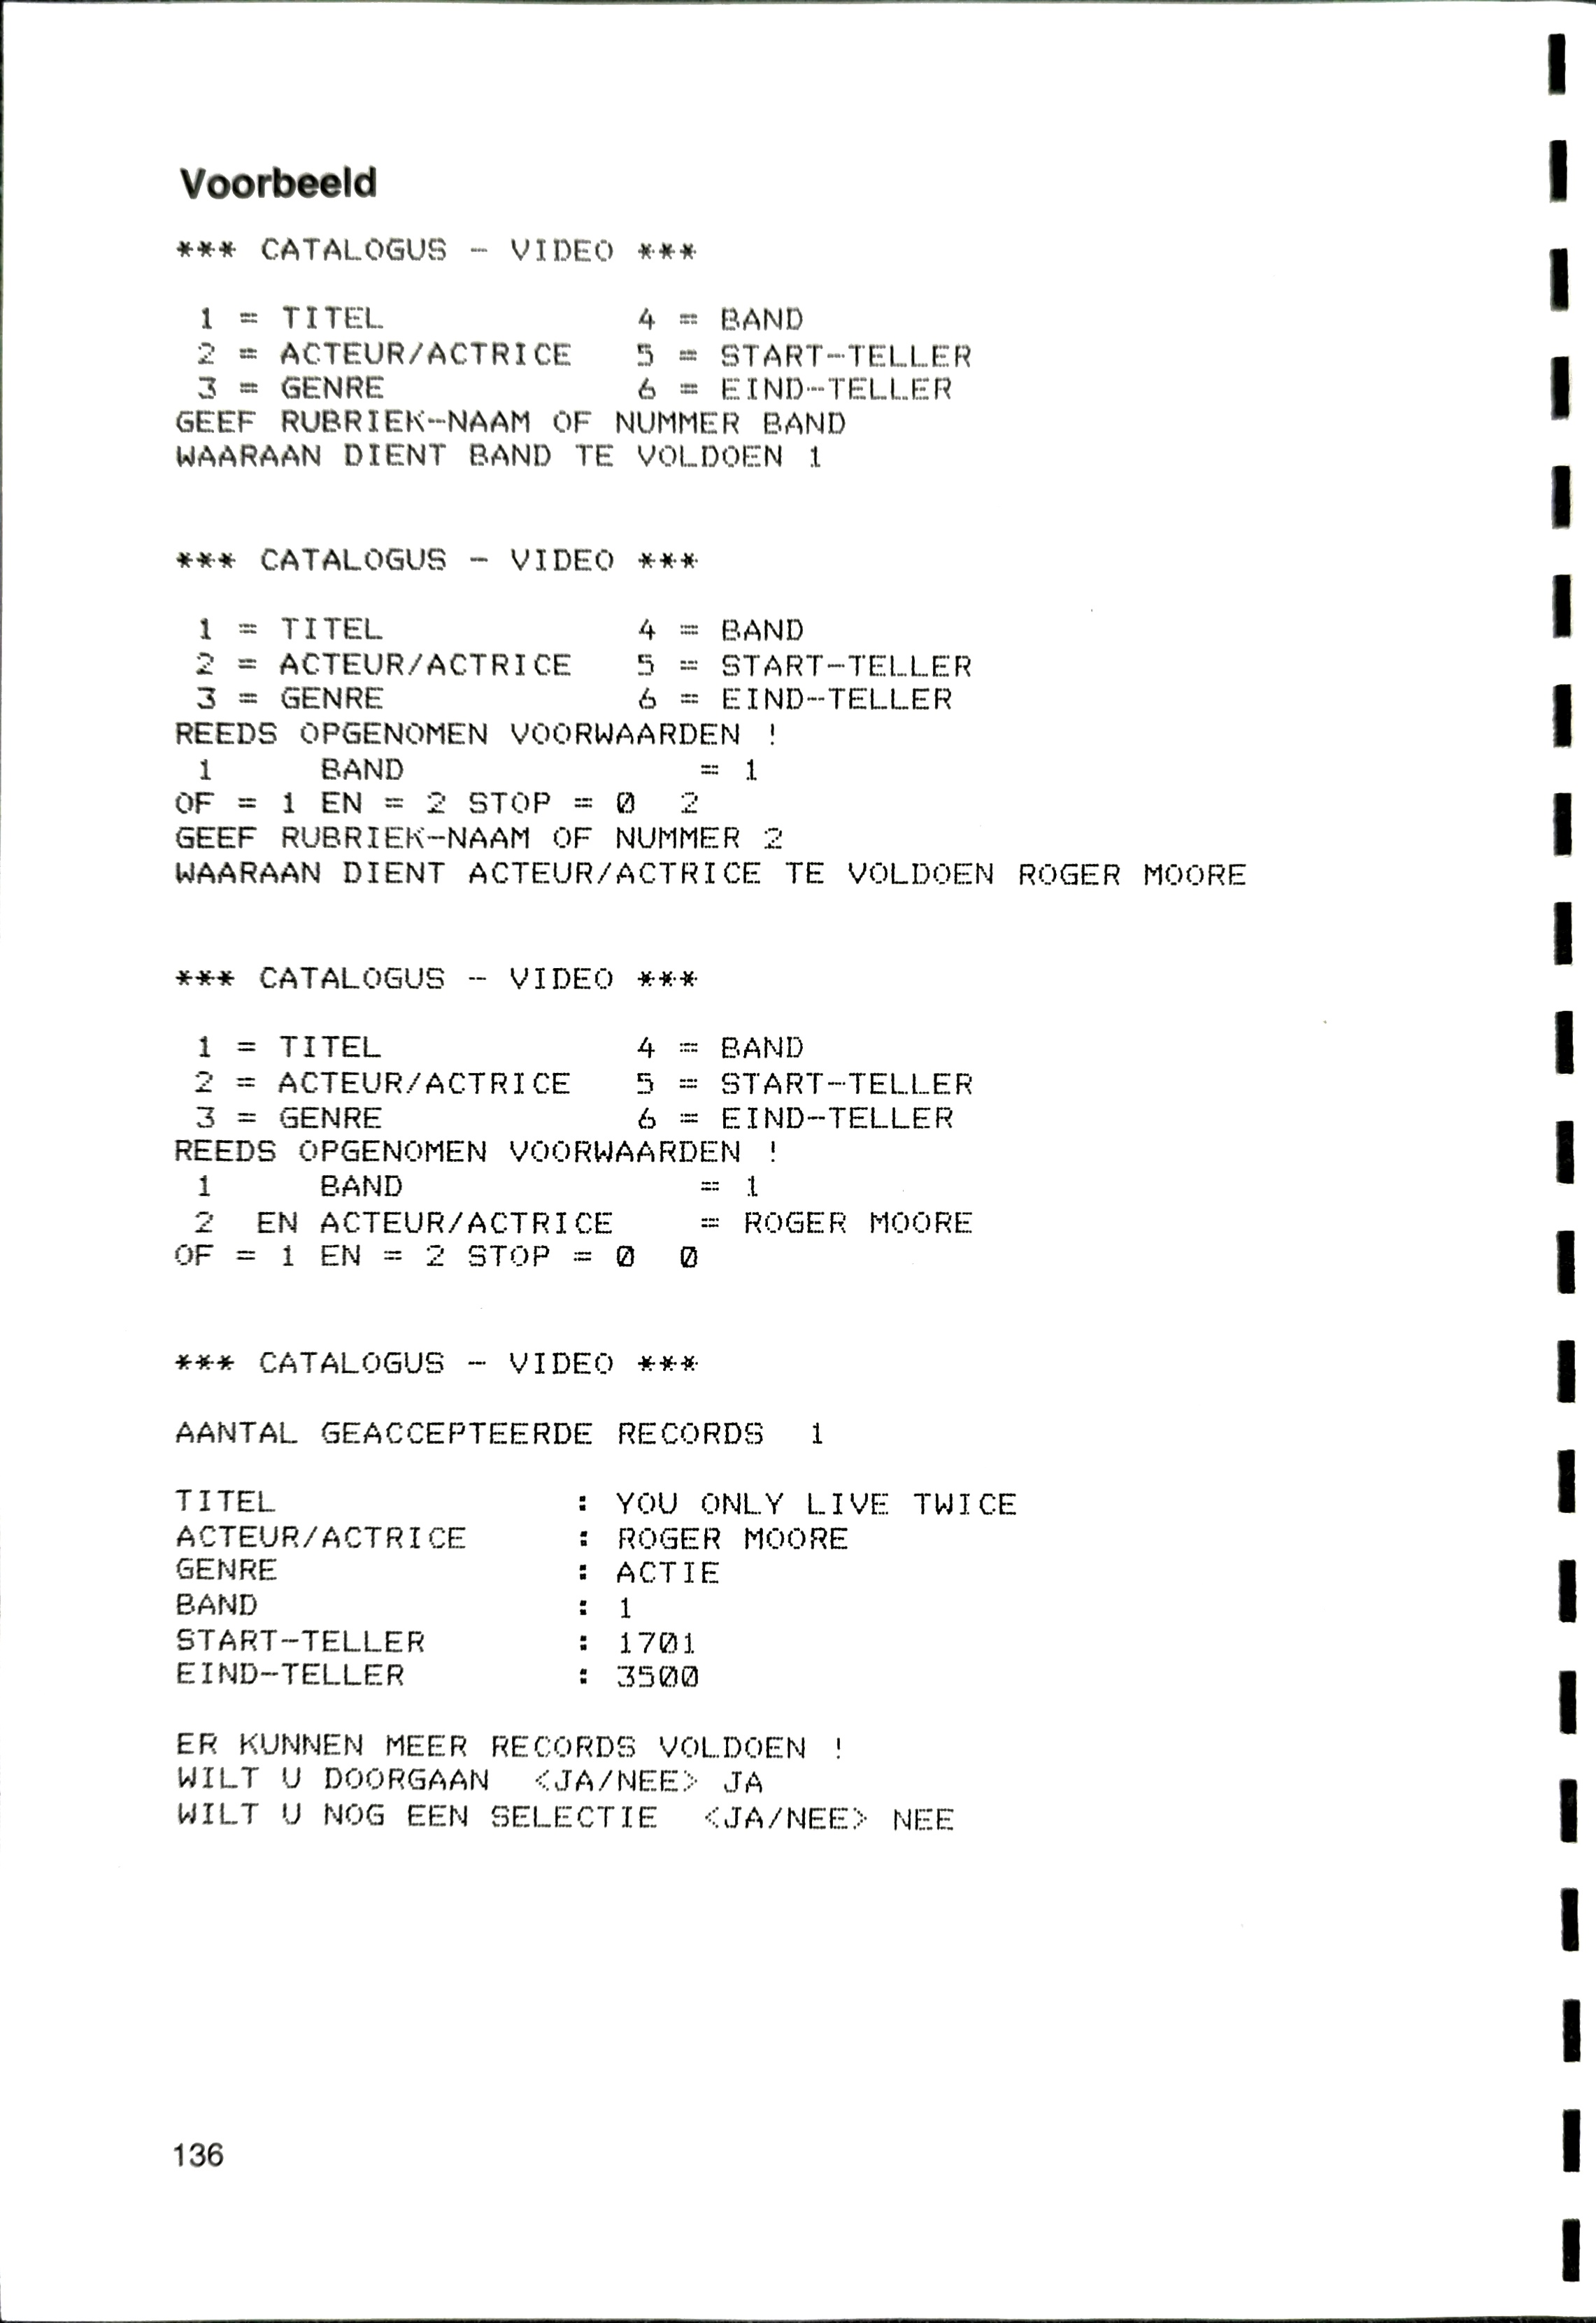 Voorbeeld
*** CATALOGUS - VIDEO ***
1 = TITEL 4 = BAND
2 = ACTEUR/ACTRICE 5 = START-TELLER
3 = GENRE 6 = EIND-TELLER
GEEF RUBRIEK-NAAM OF NUMMER BAND
WAARAAN DIENT BAND TE VOLDOEN 1
*** CATALOGUS - VIDEO ***
1 = TITEL 4 = BAND
2 = ACTEUR/ACTRICE 5 = START-TELLER
3 = GENRE 6 = EIND-TELLER
REEDS OPGENOMEN VOORWAARDEN !
1 BAND = 1
OF = 1 EN = 2 STOP = 0 2
GEEF RUBRIEK-NAAM OF NUMMER 2
WAARAAN DIENT ACTEUR/ACTRICE TE VOLDOEN ROGER MOORE
*** CATALOGUS - VIDEO ***
1 = TITEL 4 = BAND
2 = ACTEUR/ACTRICE 5 = START-TELLER
3 = GENRE 6 = EIND-TELLER
REEDS OPGENOMEN VOORWAARDEN !
1 BAND = 1
2 EN ACTEUR/ACTRICE = ROGER MOORE
OF = 1 EN = 2 STOP = 0 0
*** CATALOGUS - VIDEO ***
AANTAL GEACCEPTEERDE RECORDS 1
TITEL : YOU ONLY LIVE TWICE
ACTEUR/ACTRICE : ROGER MOORE
GENRE : ACTIE
BAND : 1
START-TELLER : 1701
EIND-TELLER : 3500
ER KUNNEN MEER RECORDS VOLDOEN !
WILT U DOORGAAN <JA/NEE> JA
WILT U NOG EEN SELECTIE <JA/NEE> NEE
136